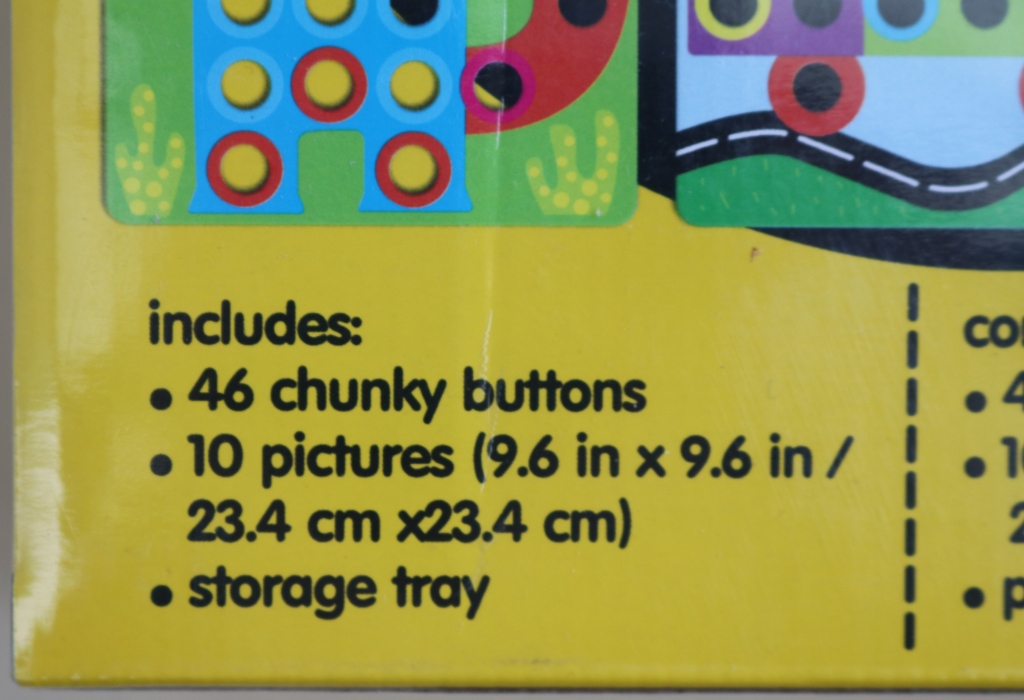 includes:
• 46 chunky buttons
• 10 pictures (9.6 in x 9.6 in /
23.4 cm x23.4 cm)
• storage tray